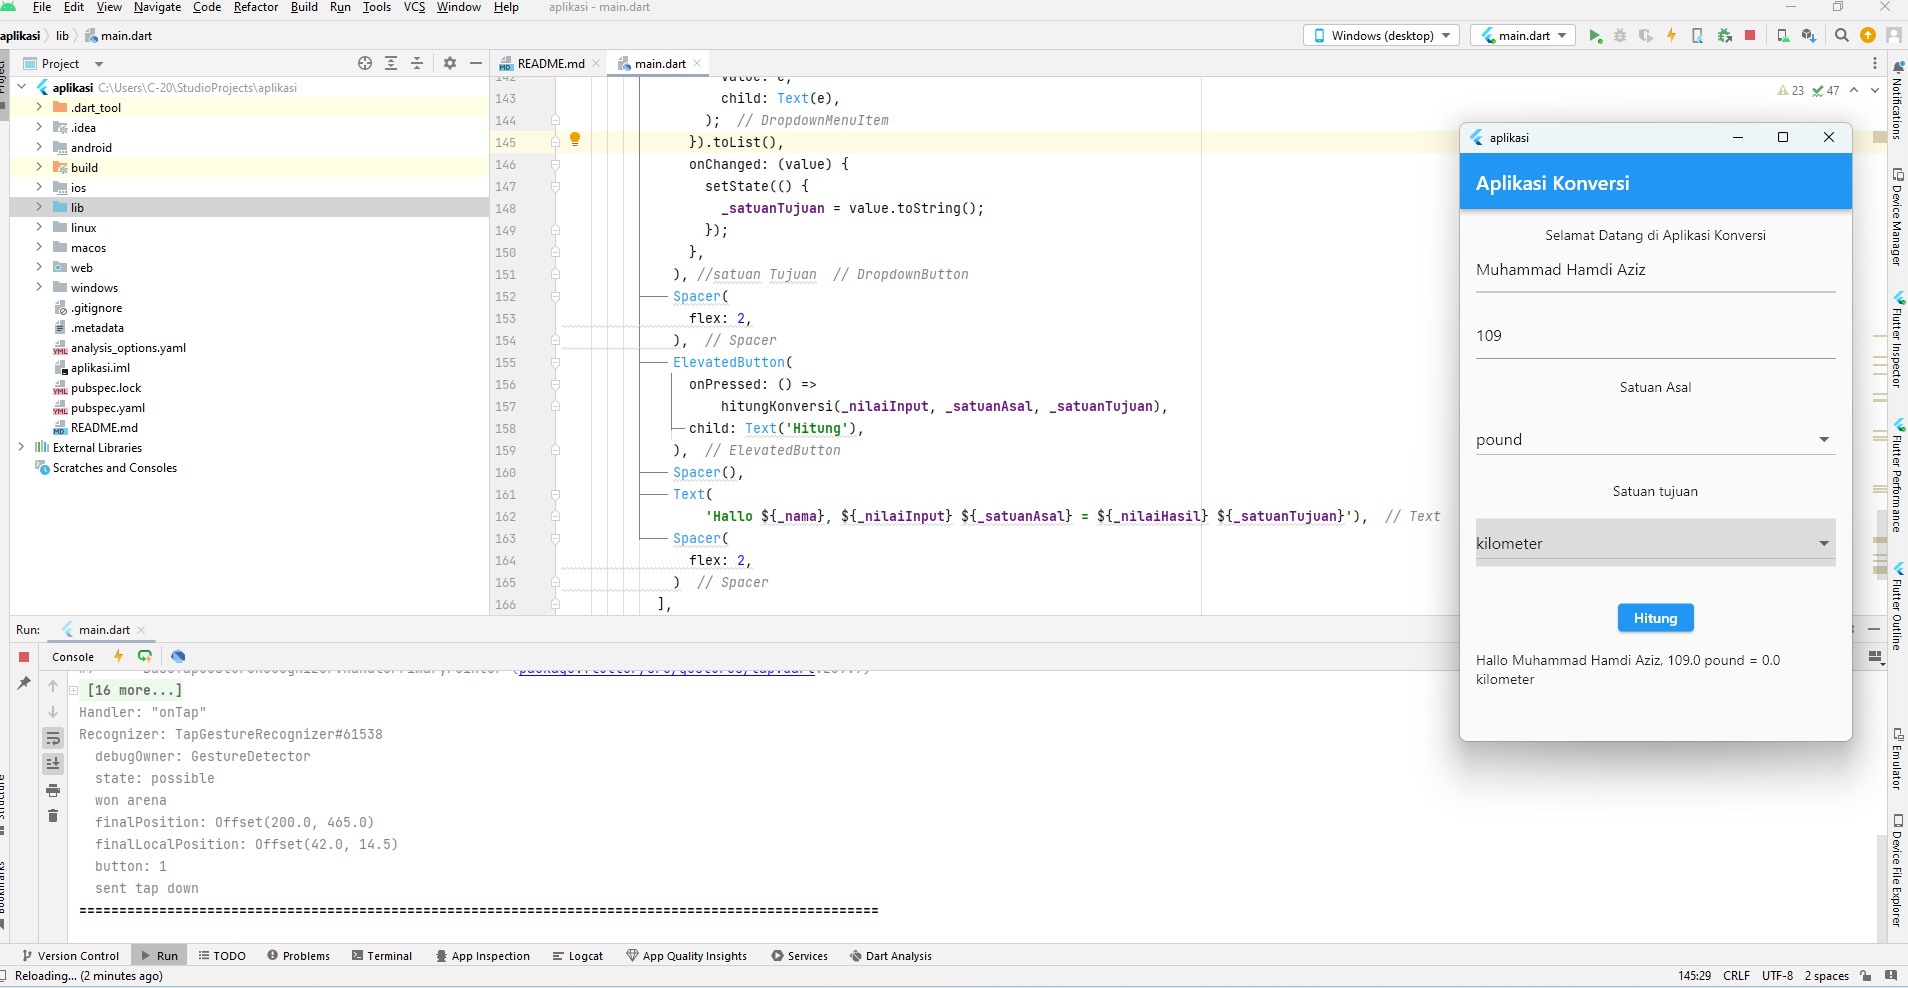 File Edit View Navigate Code Refactor Build Run Tools VCS Window Help aplikasi - main.dart
aplikasi lib main.dart Windows (desktop) main.dart
Project README.md main.dart
aplikasi C:\Users\C-20\StudioProjects\aplikasi
.dart_tool
.idea
android
build
ios
lib
linux
macos
web
windows
.gitignore
.metadata
analysis_options.yaml
aplikasi.iml
pubspec.lock
pubspec.yaml
README.md
External Libraries
Scratches and Consoles
142 value: e,
143 child: Text(e),
144 ); // DropdownMenuItem
145 }).toList(),
146 onChanged: (value) {
147 setState(() {
148 _satuanTujuan = value.toString();
149 });
150 },
151 ), //satuan Tujuan // DropdownButton
152 Spacer(
153 flex: 2,
154 ), // Spacer
155 ElevatedButton(
156 onPressed: () =>
157 hitungKonversi(_nilaiInput, _satuanAsal, _satuanTujuan),
158 child: Text('Hitung'),
159 ), // ElevatedButton
160 Spacer(),
161 Text(
162 'Hallo ${_nama}, ${_nilaiInput} ${_satuanAsal} = ${_nilaiHasil} ${_satuanTujuan}'), // Text
163 Spacer(
164 flex: 2,
165 ) // Spacer
166 ],
23 47
aplikasi
Aplikasi Konversi
Selamat Datang di Aplikasi Konversi
Muhammad Hamdi Aziz
109
Satuan Asal
pound
Satuan tujuan
kilometer
Hitung
Hallo Muhammad Hamdi Aziz, 109.0 pound = 0.0
kilometer
Notifications
Device Manager
Flutter Inspector
Flutter Performance
Flutter Outline
Emulator
Device File Explorer
Project
Structure
Bookmarks
Run: main.dart
Console
[16 more...]
Handler: "onTap"
Recognizer: TapGestureRecognizer#61538
debugOwner: GestureDetector
state: possible
won arena
finalPosition: Offset(200.0, 465.0)
finalLocalPosition: Offset(42.0, 14.5)
button: 1
sent tap down
====================================================================================================
Version Control Run TODO Problems Terminal App Inspection Logcat App Quality Insights Services Dart Analysis
Reloading... (2 minutes ago) 145:29 CRLF UTF-8 2 spaces